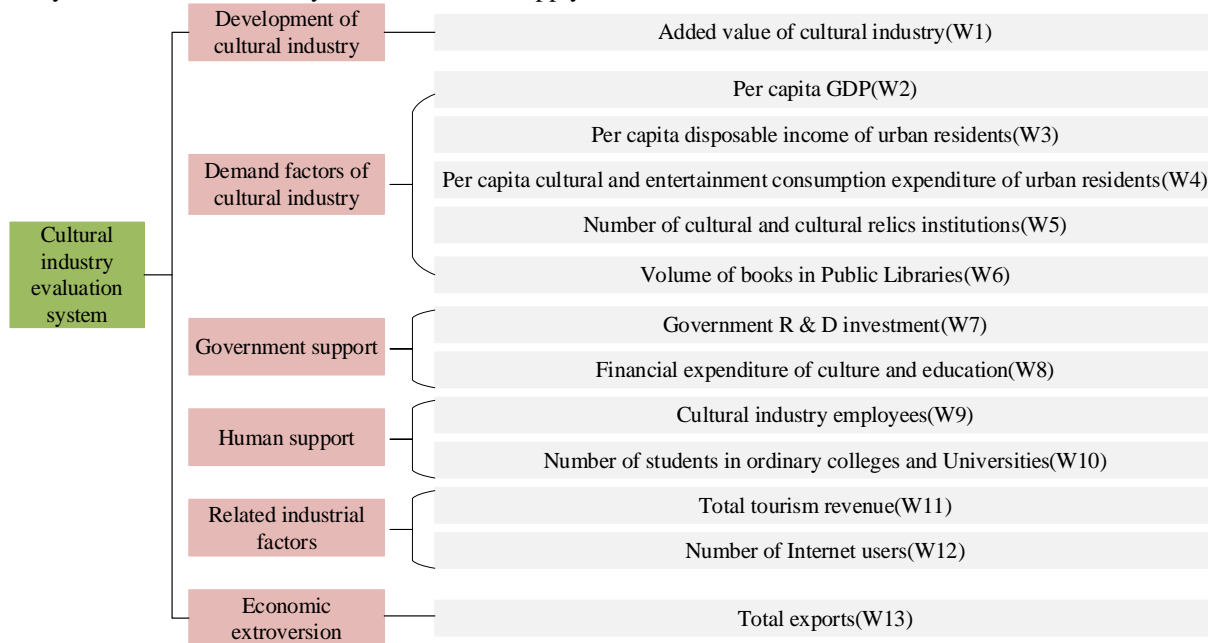 Development of
cultural industry
Added value of cultural industry(W1)
Per capita GDP(W2)
Per capita disposable income of urban residents(W3)
Demand factors of
cultural industry
Per capita cultural and entertainment consumption expenditure of urban residents(W4)
Number of cultural and cultural relics institutions(W5)
Volume of books in Public Libraries(W6)
Cultural
industry
evaluation
system
Government support
Government R & D investment(W7)
Financial expenditure of culture and education(W8)
Human support
Cultural industry employees(W9)
Number of students in ordinary colleges and Universities(W10)
Related industrial
factors
Total tourism revenue(W11)
Number of Internet users(W12)
Economic
extroversion
Total exports(W13)